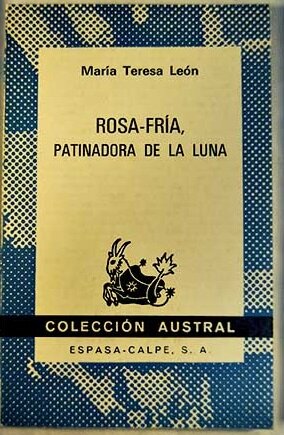 María Teresa León
ROSA-FRÍA,
PATINADORA DE LA LUNA
COLECCIÓN AUSTRAL
ESPASA-CALPE, S. A.